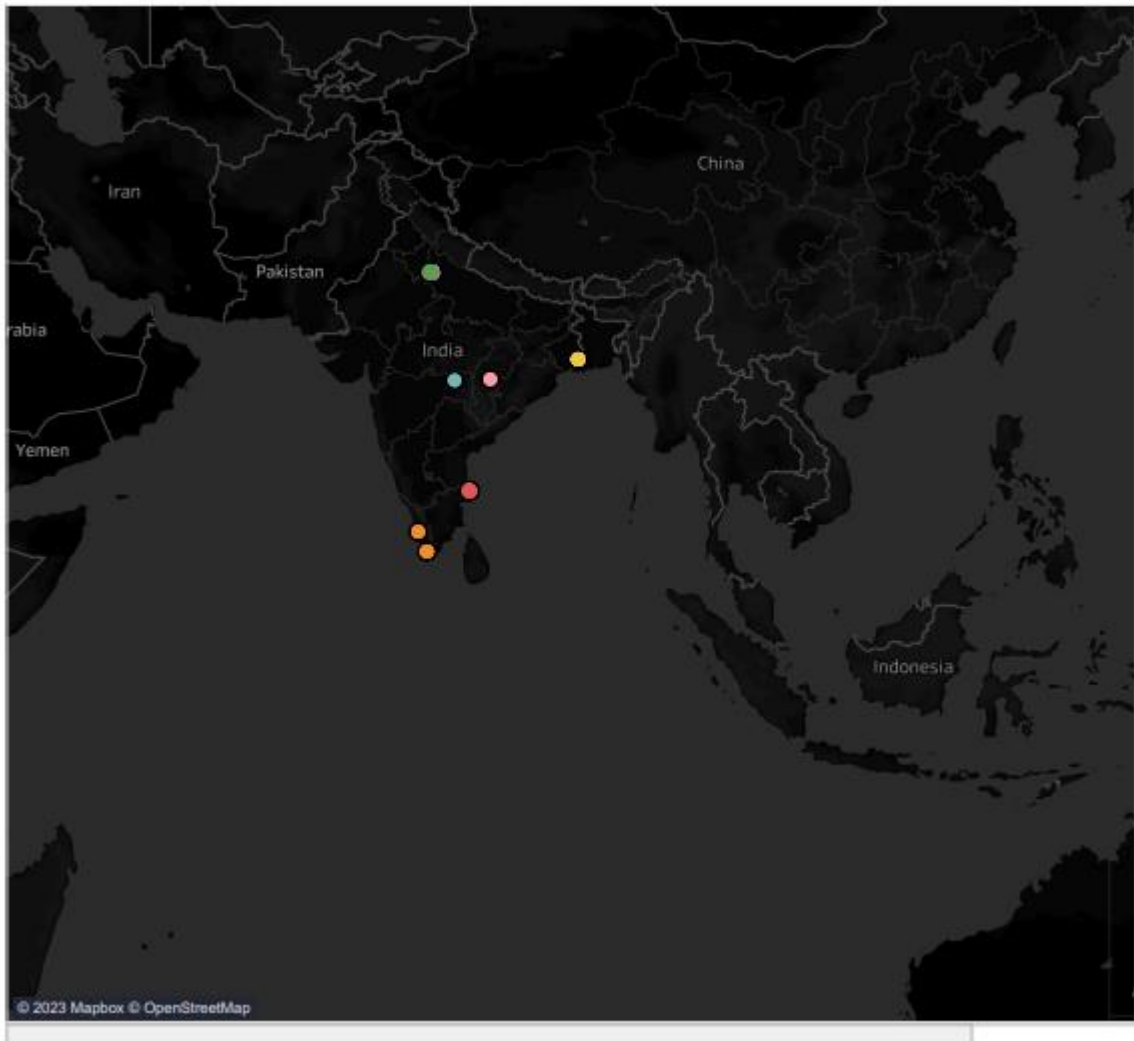 China
Iran
Pakistan
rabia
India
Yemen
Indonesia
© 2023 Mapbox © OpenStreetMap